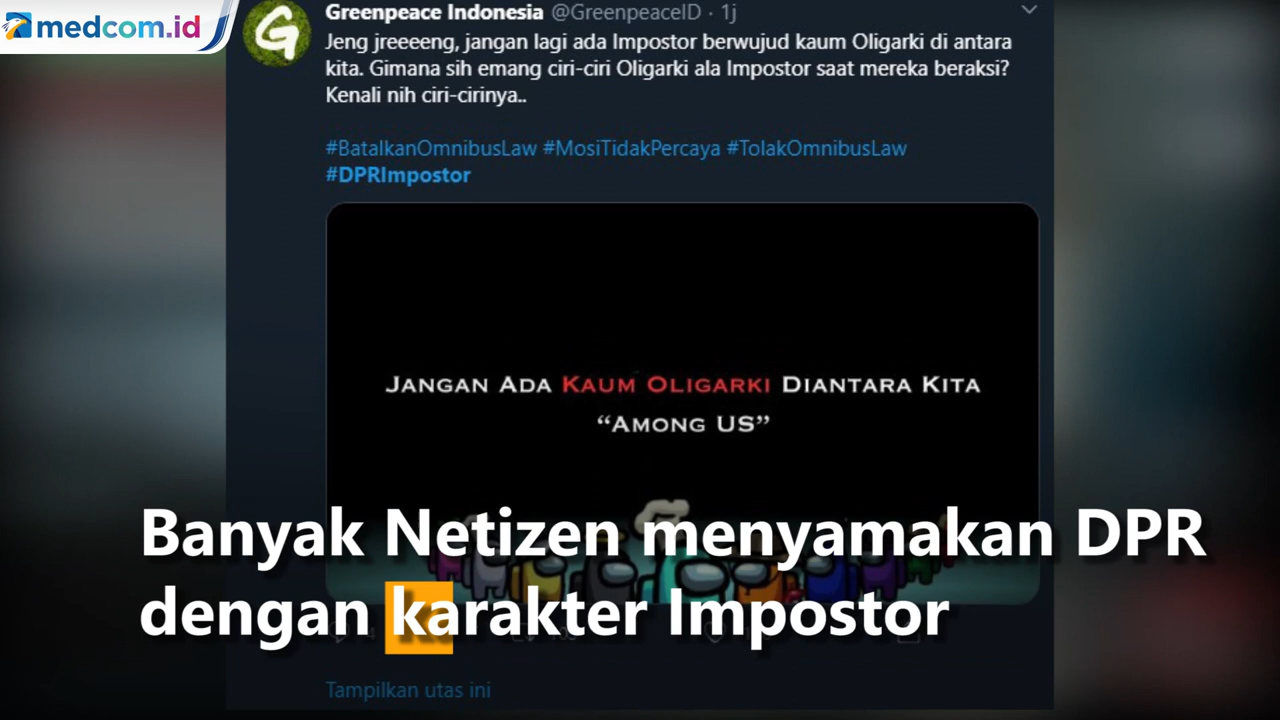 medcom.id
Greenpeace Indonesia @GreenpeaceID · 1j
Jeng jreeeeng, jangan lagi ada Impostor berwujud kaum Oligarki di antara
kita. Gimana sih emang ciri-ciri Oligarki ala Impostor saat mereka beraksi?
Kenali nih ciri-cirinya..
#BatalkanOmnibusLaw #MosiTidakPercaya #TolakOmnibusLaw
#DPRImpostor
Jangan Ada Kaum Oligarki Diantara Kita
“Among US”
Banyak Netizen menyamakan DPR
dengan karakter Impostor
Tampilkan utas ini